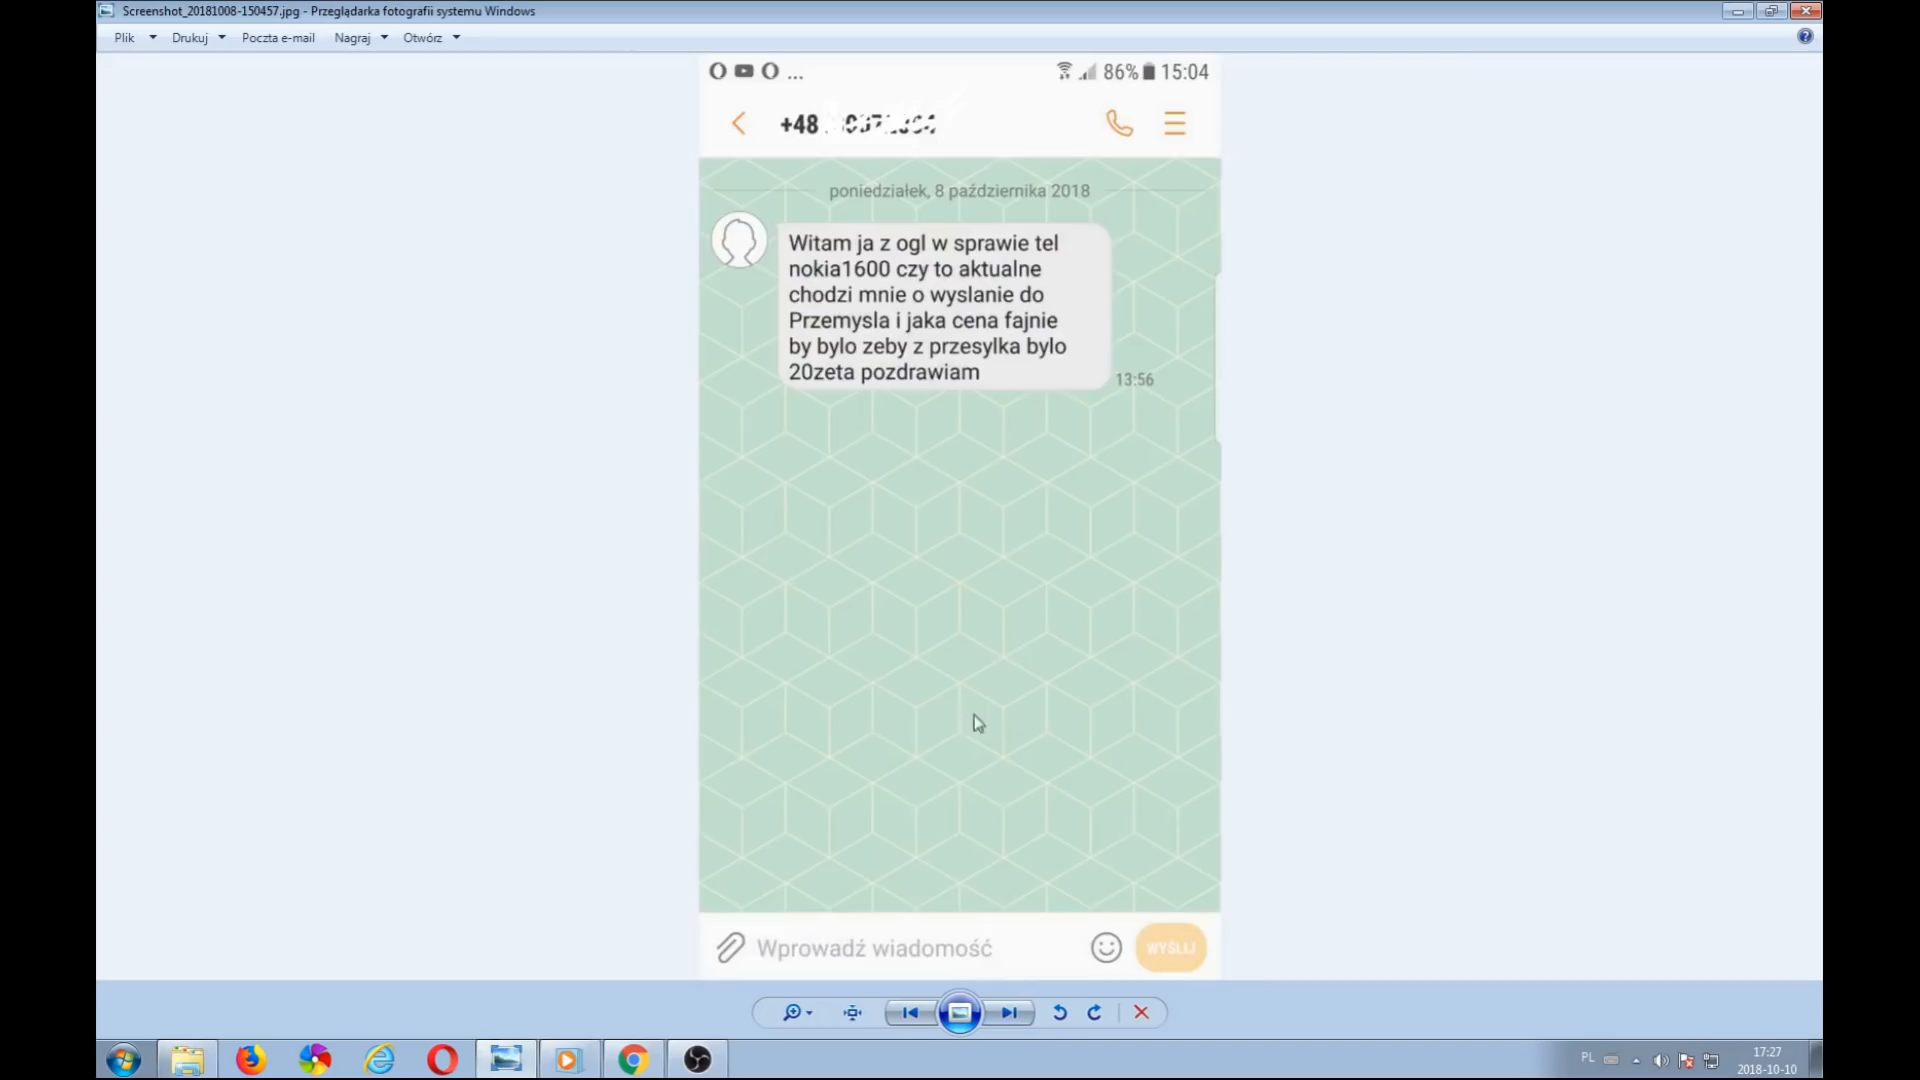 Screenshot_20181008-150457.jpg - Przeglądarka fotografii systemu Windows
Plik Drukuj Poczta e-mail Nagraj Otwórz
... 86% 15:04
+48
poniedziałek, 8 października 2018
Witam ja z ogl w sprawie tel
nokia1600 czy to aktualne
chodzi mnie o wyslanie do
Przemysla i jaka cena fajnie
by bylo zeby z przesylka bylo
20zeta pozdrawiam
13:56
Wprowadź wiadomość WYŚLIJ
PL 17:27
2018-10-10